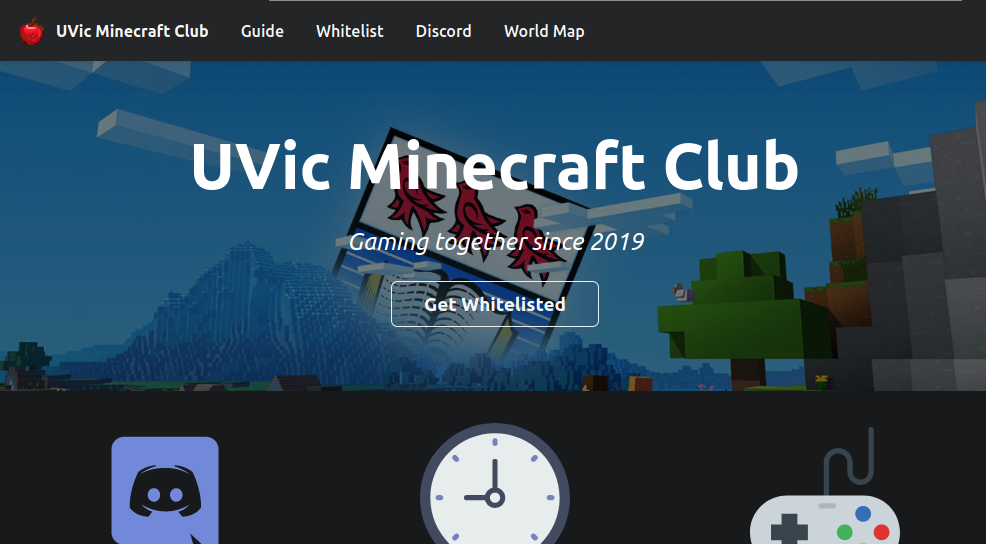 UVic Minecraft Club Guide Whitelist Discord World Map
UVic Minecraft Club
Gaming together since 2019
Get Whitelisted